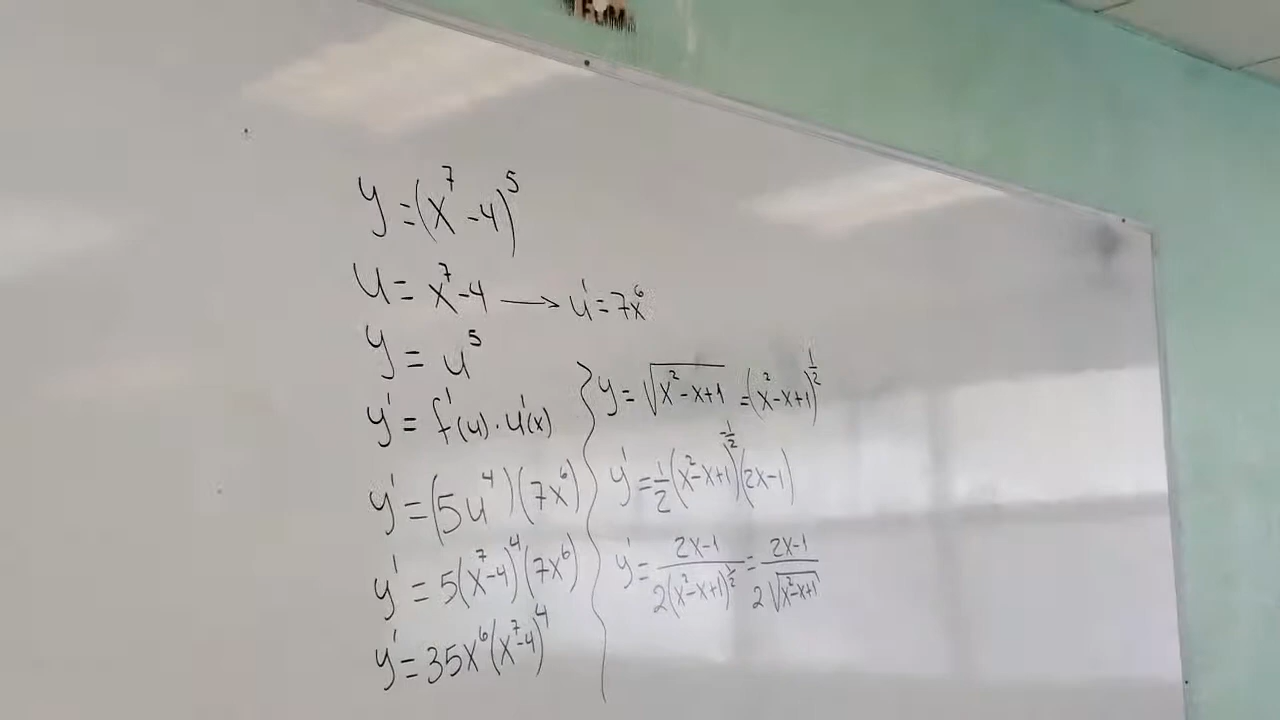 y = (x⁷ - 4)⁵
u = x⁷ - 4 → u' = 7x⁶
y = u⁵
y' = f'(u) · u'(x)
y' = (5u⁴)(7x⁶)
y' = 5(x⁷-4)⁴(7x⁶)
y' = 35x⁶(x⁷-4)⁴
y = √(x²-x+1) = (x²-x+1)^(1/2)
y' = 1/2 (x²-x+1)^(-1/2) (2x-1)
y' = (2x-1)/(2(x²-x+1)^(1/2)) = (2x-1)/(2√(x²-x+1))